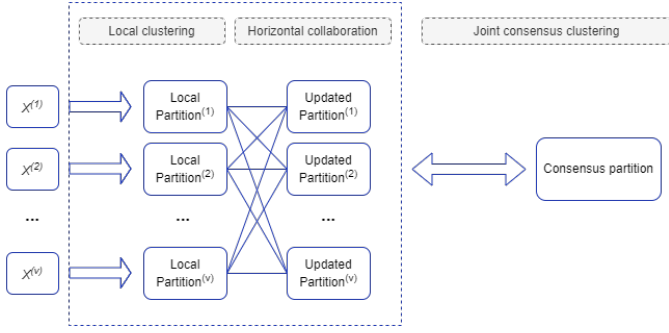 Local clustering
Horizontal collaboration
Joint consensus clustering
X(1)
Local
Partition(1)
Updated
Partition(1)
X(2)
Local
Partition(2)
Updated
Partition(2)
Consensus partition
...
...
...
X(v)
Local
Partition(v)
Updated
Partition(v)